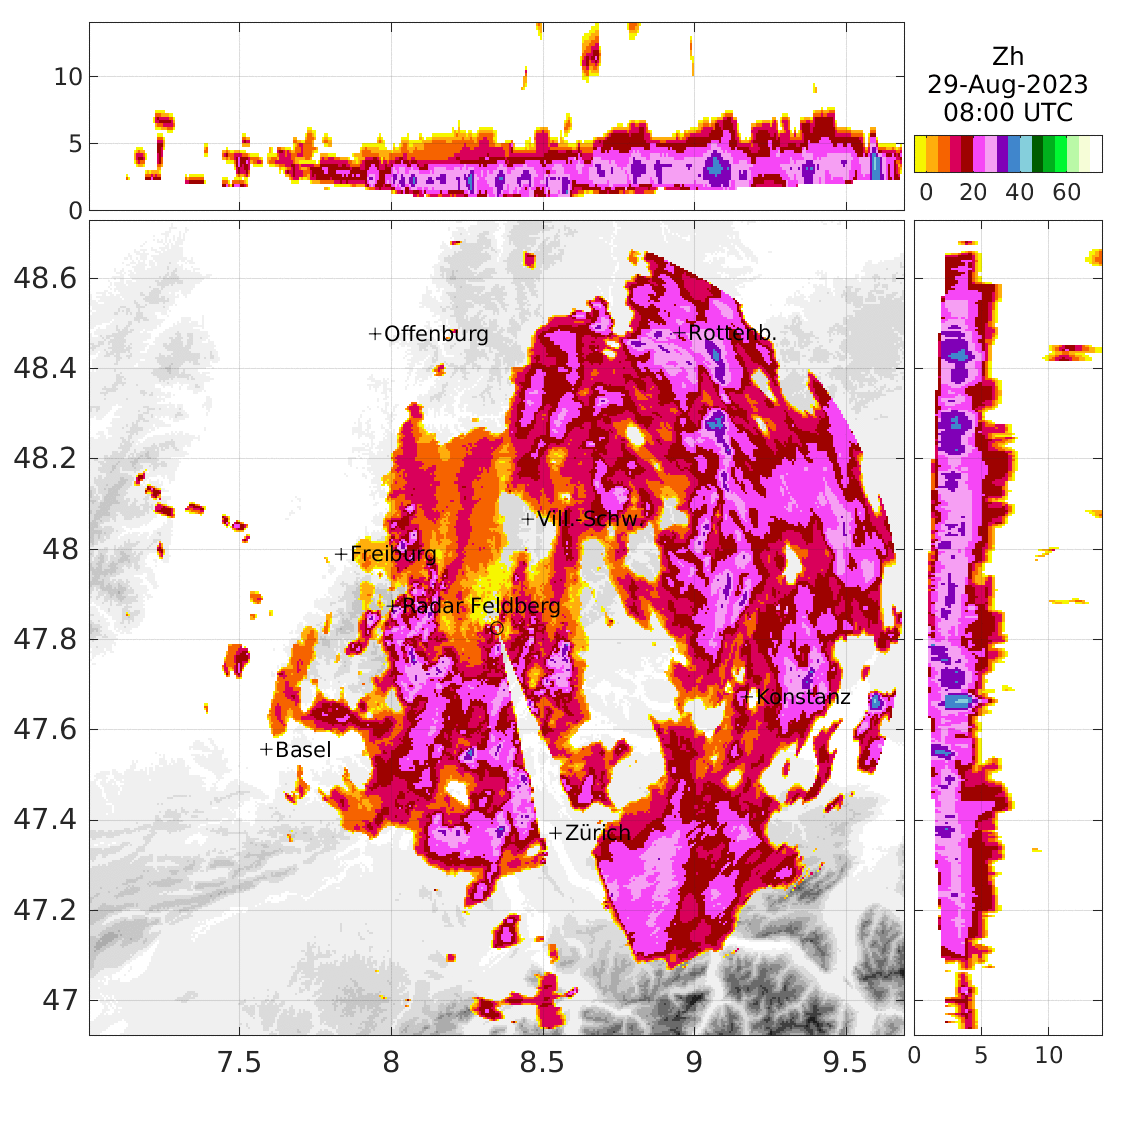 10
5
0
Zh
29-Aug-2023
08:00 UTC
0 20 40 60
48.6
48.4
48.2
48
47.8
47.6
47.4
47.2
47
+Offenburg
+Rottenb.
+Vill.-Schw.
+Freiburg
+Radar Feldberg
+Konstanz
+Basel
+Zürich
7.5 8 8.5 9 9.5
0 5 10